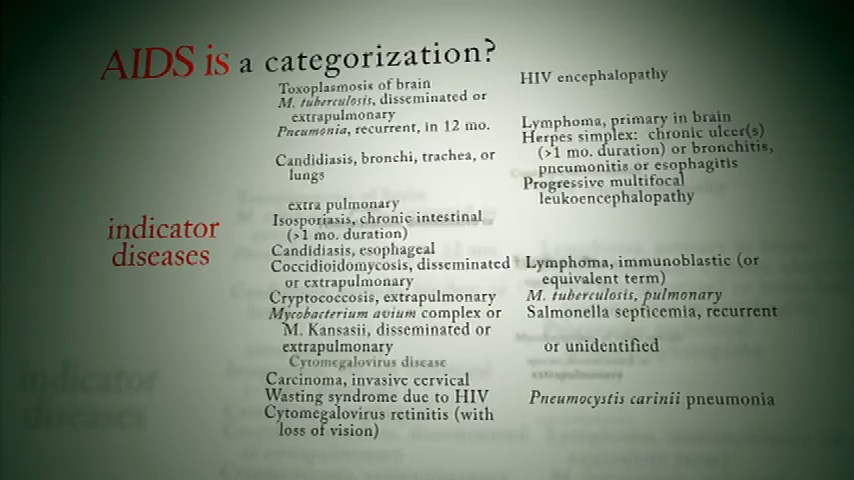 AIDS is a categorization?
indicator
diseases
Toxoplasmosis of brain
M. tuberculosis, disseminated or
extrapulmonary
Pneumonia, recurrent, in 12 mo.
Candidiasis, bronchi, trachea, or
lungs
extra pulmonary
Isosporiasis, chronic intestinal
(>1 mo. duration)
Candidiasis, esophageal
Coccidioidomycosis, disseminated
or extrapulmonary
Cryptococcosis, extrapulmonary
Mycobacterium avium complex or
M. Kansasii, disseminated or
extrapulmonary
Cytomegalovirus disease
Carcinoma, invasive cervical
Wasting syndrome due to HIV
Cytomegalovirus retinitis (with
loss of vision)
HIV encephalopathy
Lymphoma, primary in brain
Herpes simplex: chronic ulcer(s)
(>1 mo. duration) or bronchitis,
pneumonitis or esophagitis
Progressive multifocal
leukoencephalopathy
Lymphoma, immunoblastic (or
equivalent term)
M. tuberculosis, pulmonary
Salmonella septicemia, recurrent
or unidentified
extrapulmonary
Pneumocystis carinii pneumonia
indicator
diseases